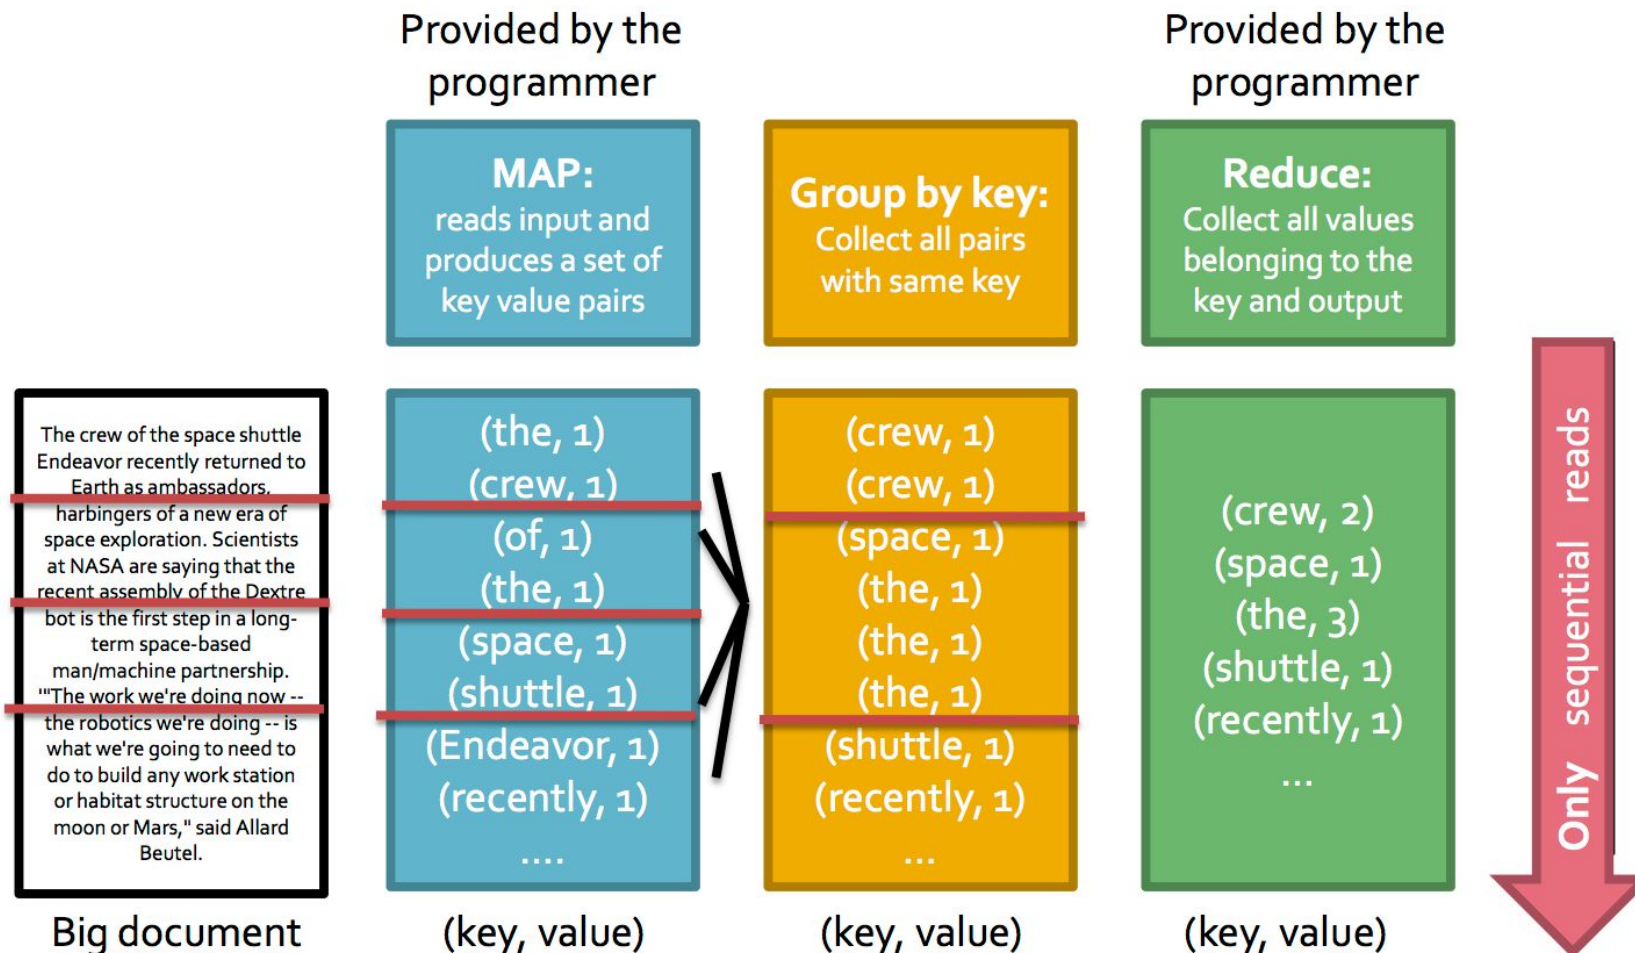 Provided by the
programmer
Provided by the
programmer
MAP:
reads input and
produces a set of
key value pairs
Group by key:
Collect all pairs
with same key
Reduce:
Collect all values
belonging to the
key and output
The crew of the space shuttle
Endeavor recently returned to
Earth as ambassadors,
harbingers of a new era of
space exploration. Scientists
at NASA are saying that the
recent assembly of the Dextre
bot is the first step in a long-
term space-based
man/machine partnership.
'"The work we're doing now --
the robotics we're doing -- is
what we're going to need to
do to build any work station
or habitat structure on the
moon or Mars," said Allard
Beutel.
Big document
(the, 1)
(crew, 1)
(of, 1)
(the, 1)
(space, 1)
(shuttle, 1)
(Endeavor, 1)
(recently, 1)
....
(key, value)
(crew, 1)
(crew, 1)
(space, 1)
(the, 1)
(the, 1)
(the, 1)
(shuttle, 1)
(recently, 1)
...
(key, value)
(crew, 2)
(space, 1)
(the, 3)
(shuttle, 1)
(recently, 1)
...
(key, value)
Only sequential reads